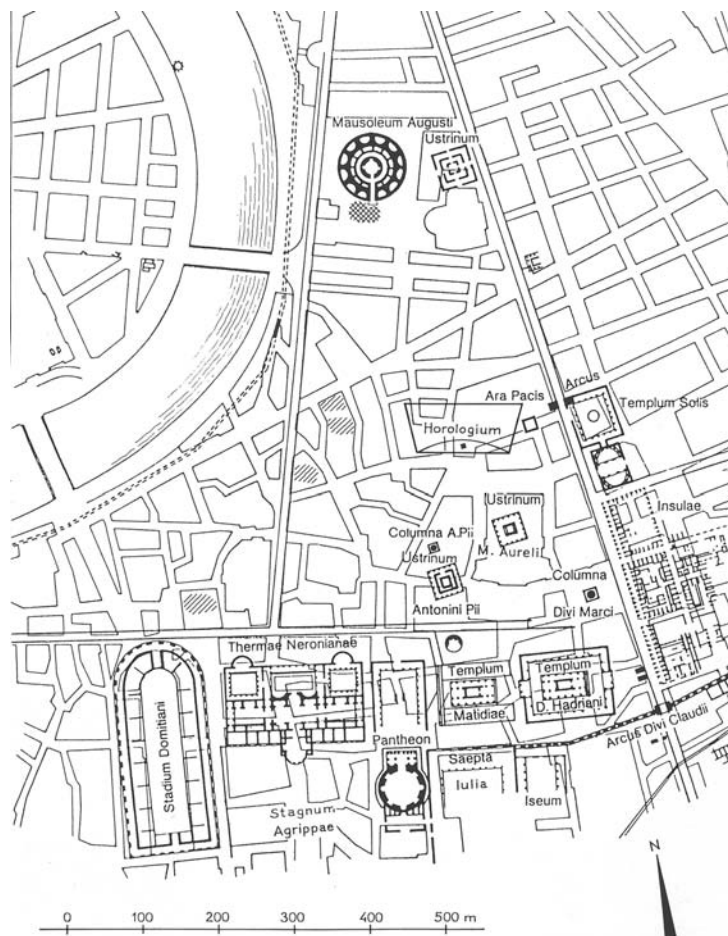 Mausoleum Augusti
Ustrinum
Ara Pacis
Arcus
Templum Solis
Horologium
Ustrinum
Insulae
Columna A.Pii
M. Aureli
Ustrinum
Columna
Antonini Pii
Divi Marci
Thermae Neronianae
Templum
Templum
Matidiae
D. Hadriani
Stadium Domitiani
Pantheon
Arcus Divi Claudii
Saepta
Iulia
Iseum
Stagnum
Agrippae
N
0 100 200 300 400 500 m